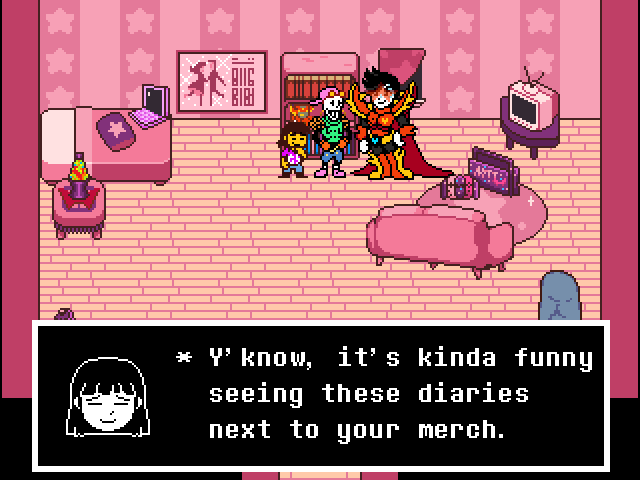 * Y'know, it's kinda funny
seeing these diaries
next to your merch.